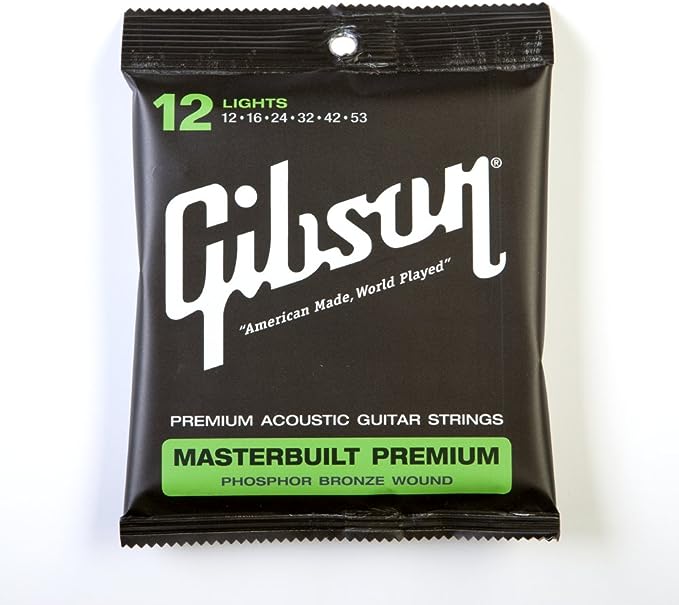 12 LIGHTS
12•16•24•32•42•53
Gibson®
"American Made, World Played"
PREMIUM ACOUSTIC GUITAR STRINGS
MASTERBUILT PREMIUM
PHOSPHOR BRONZE WOUND